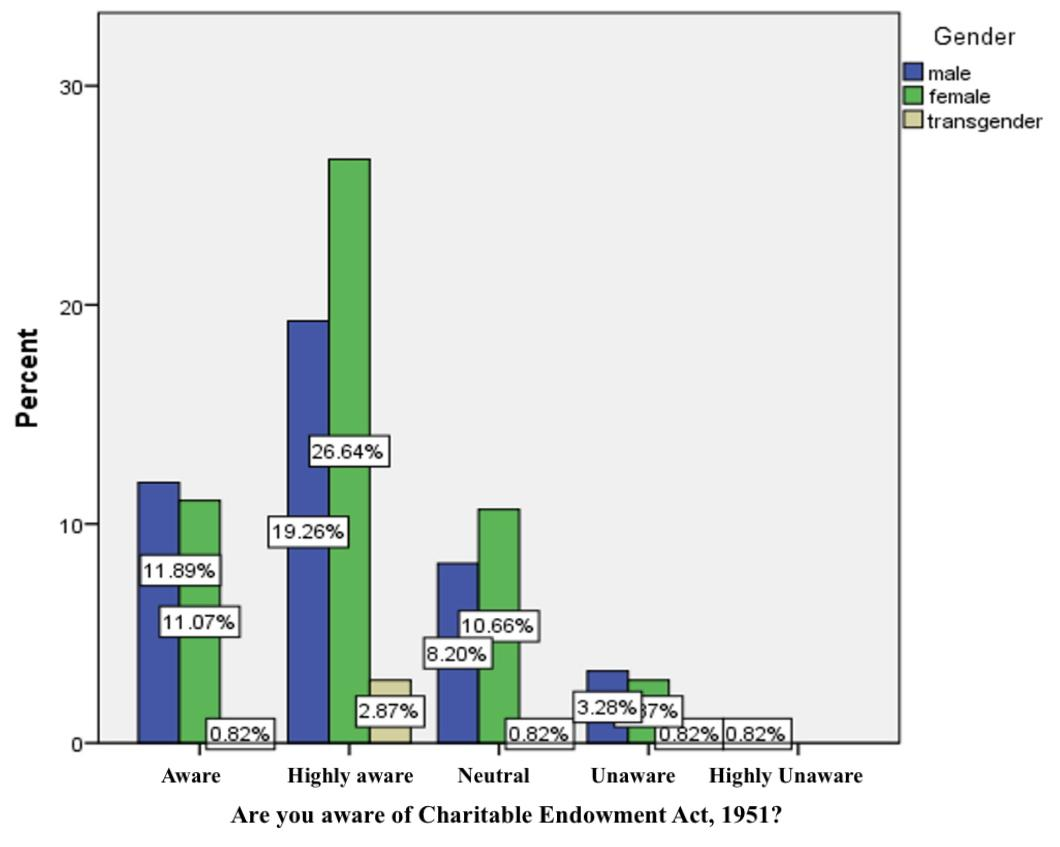 Gender
male
female
transgender
30
20
10
0
Percent
26.64%
19.26%
11.89%
11.07%
10.66%
8.20%
2.87%
3.28%
37%
0.82%
0.82%
0.82%
0.82%
Aware
Highly aware
Neutral
Unaware
Highly Unaware
Are you aware of Charitable Endowment Act, 1951?